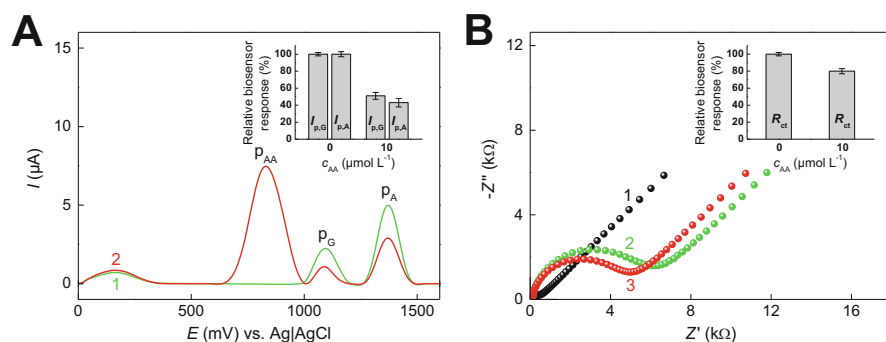 A
15
10
5
0
I (µA)
0
500
1000
1500
E (mV) vs. Ag|AgCl
2
1
pAA
pG
pA
Relative biosensor
response (%)
100
80
60
40
20
Ip,G
Ip,A
Ip,G
Ip,A
0
10
cAA (µmol L-1)
B
12
8
4
0
-Z'' (kΩ)
0
4
8
12
16
Z' (kΩ)
1
2
3
Relative biosensor
response (%)
100
80
60
40
20
Rct
Rct
0
10
cAA (µmol L-1)